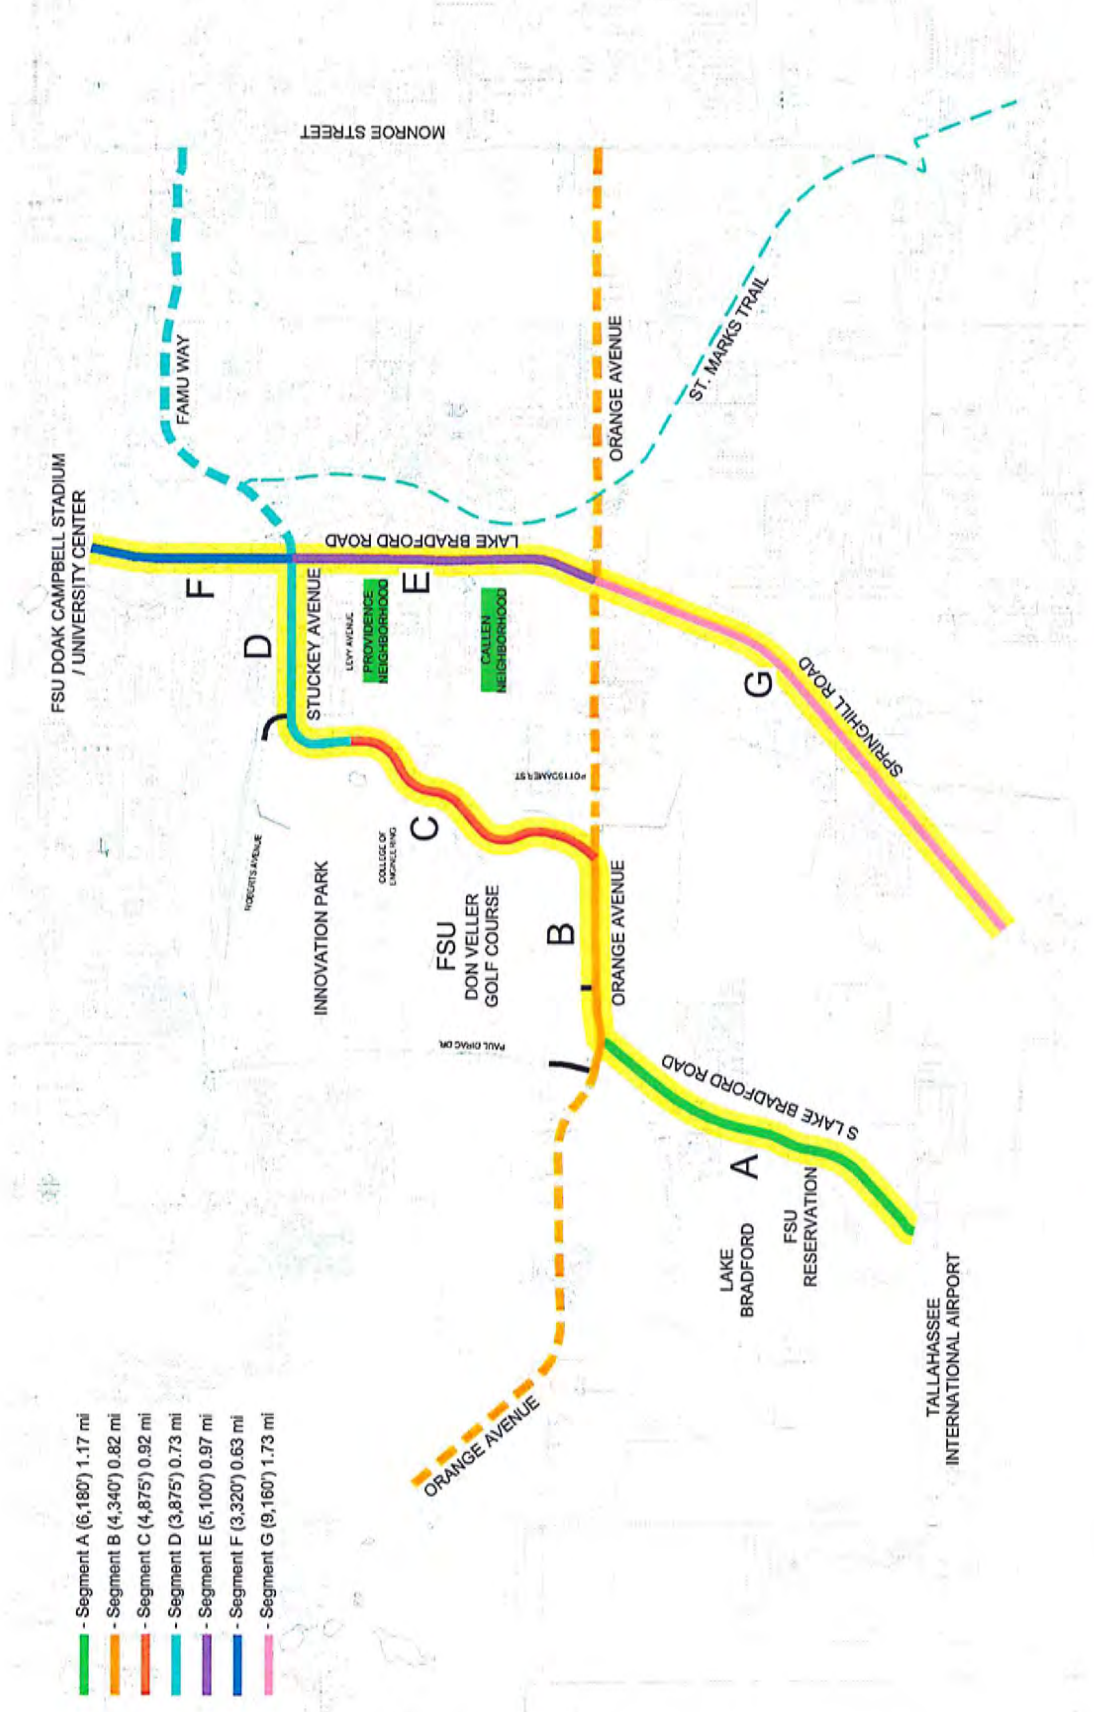 - Segment A (6,180') 1.17 mi
- Segment B (4,340') 0.82 mi
- Segment C (4,875') 0.92 mi
- Segment D (3,875') 0.73 mi
- Segment E (5,100') 0.97 mi
- Segment F (3,320') 0.63 mi
- Segment G (9,160') 1.73 mi
FSU DOAK CAMPBELL STADIUM
/ UNIVERSITY CENTER
FAMU WAY
MONROE STREET
F
D
STUCKEY AVENUE
LAKE BRADFORD ROAD
LEVY AVENUE
PROVIDENCE
NEIGHBORHOOD
E
CALLEN
NEIGHBORHOOD
ROBERTS AVENUE
INNOVATION PARK
COLLEGE OF
ENGINEERING
C
FSU
DON VELLER
GOLF COURSE
POTTSDAMER ST
PAUL DIRAC DR.
B
ORANGE AVENUE
ORANGE AVENUE
ORANGE AVENUE
ST. MARKS TRAIL
G
SPRINGHILL ROAD
S LAKE BRADFORD ROAD
A
LAKE
BRADFORD
FSU
RESERVATION
TALLAHASSEE
INTERNATIONAL AIRPORT